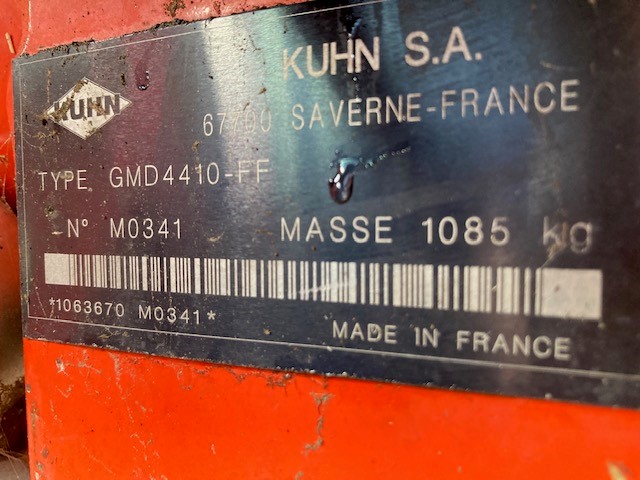 KUHN S.A.
KUHN
67700 SAVERNE-FRANCE
TYPE GMD4410-FF
N° M0341 MASSE 1085 kg
*1063670 M0341*
MADE IN FRANCE